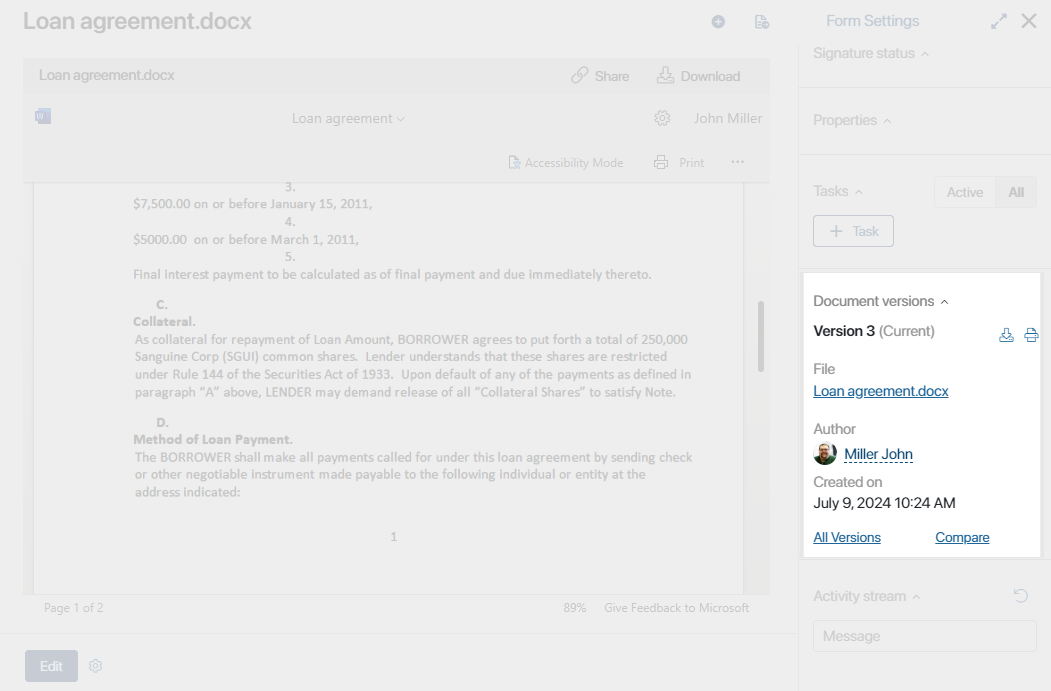 Loan agreement.docx
Form Settings
Loan agreement.docx
Share
Download
W
Loan agreement
John Miller
Accessibility Mode
Print
...
3.
$7,500.00 on or before January 15, 2011,
4.
$5000.00 on or before March 1, 2011,
5.
Final interest payment to be calculated as of final payment and due immediately thereto.
C.
Collateral.
As collateral for repayment of Loan Amount, BORROWER agrees to put forth a total of 250,000
Sanguine Corp (SGUI) common shares. Lender understands that these shares are restricted
under Rule 144 of the Securities Act of 1933. Upon default of any of the payments as defined in
paragraph “A” above, LENDER may demand release of all “Collateral Shares” to satisfy Note.
D.
Method of Loan Payment.
The BORROWER shall make all payments called for under this loan agreement by sending check
or other negotiable instrument made payable to the following individual or entity at the
address indicated:
1
Page 1 of 2
89%
Give Feedback to Microsoft
Edit
Signature status
Properties
Tasks
Active
All
+ Task
Document versions
Version 3 (Current)
File
Loan agreement.docx
Author
Miller John
Created on
July 9, 2024 10:24 AM
All Versions
Compare
Activity stream
Message